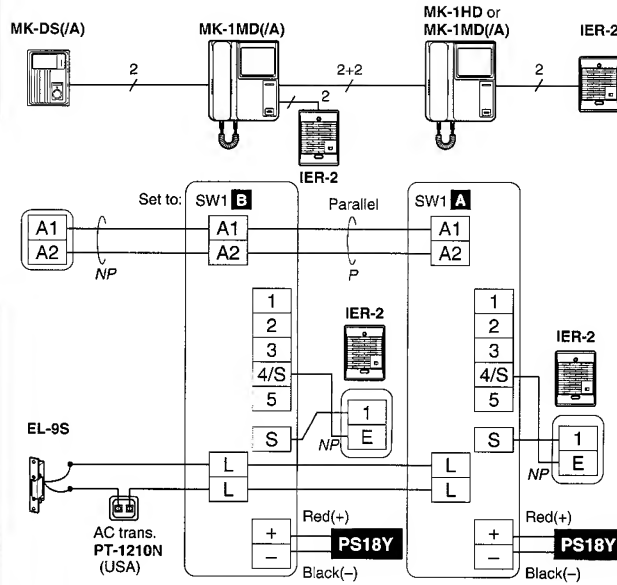 MK-DS(/A)
MK-1MD(/A)
MK-1HD or
MK-1MD(/A)
IER-2
2
2+2
2
2
IER-2
Set to:
SW1 B
Parallel
SW1 A
A1
A2
A1
A2
A1
A2
NP
P
1
2
3
4/S
5
S
IER-2
1
E
NP
1
2
3
4/S
5
S
IER-2
1
E
NP
EL-9S
L
L
L
L
AC trans.
PT-1210N
(USA)
+
–
Red(+)
PS18Y
Black(–)
+
–
Red(+)
PS18Y
Black(–)